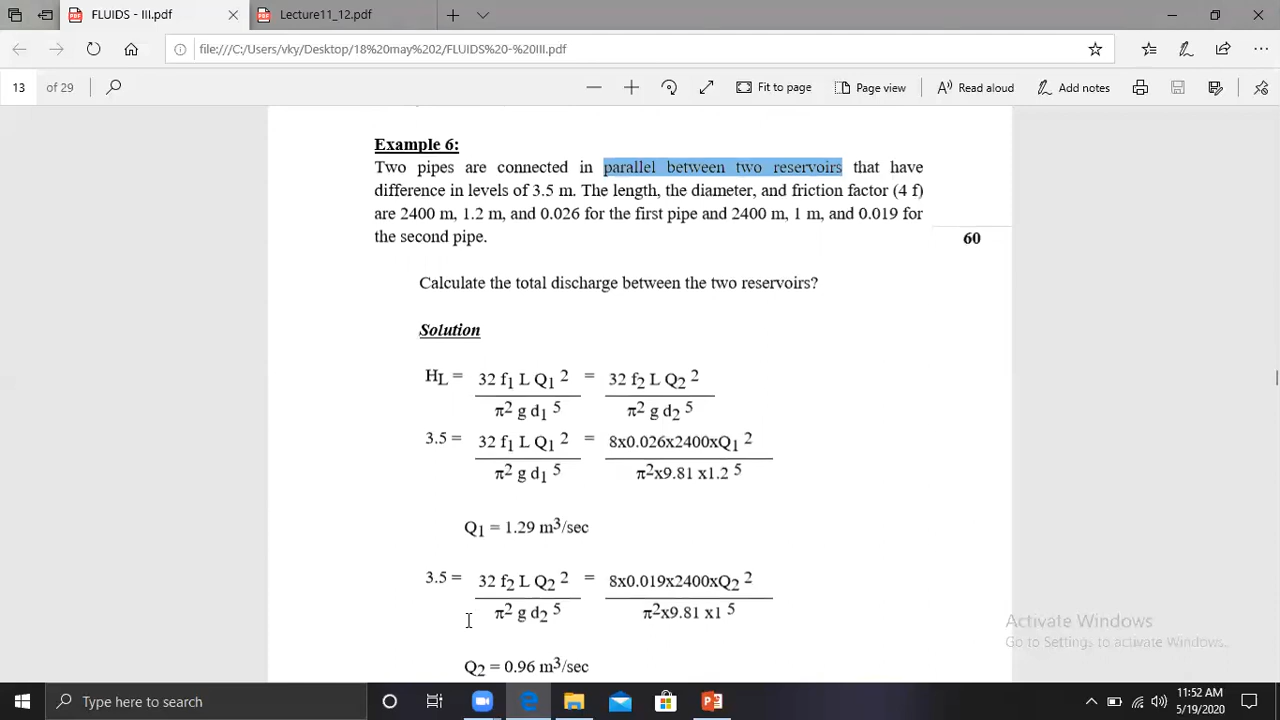 FLUIDS - III.pdf
Lecture11_12.pdf
file:///C:/Users/vky/Desktop/18%20may%202/FLUIDS%20-%20III.pdf
13 of 29 Fit to page Page view Read aloud Add notes
Example 6:
Two pipes are connected in parallel between two reservoirs that have
difference in levels of 3.5 m. The length, the diameter, and friction factor (4 f)
are 2400 m, 1.2 m, and 0.026 for the first pipe and 2400 m, 1 m, and 0.019 for
the second pipe.
60
Calculate the total discharge between the two reservoirs?
Solution
HL = 32 f1 L Q1 2 = 32 f2 L Q2 2
π2 g d1 5 π2 g d2 5
3.5 = 32 f1 L Q1 2 = 8x0.026x2400xQ1 2
π2 g d1 5 π2x9.81 x1.2 5
Q1 = 1.29 m3/sec
3.5 = 32 f2 L Q2 2 = 8x0.019x2400xQ2 2
π2 g d2 5 π2x9.81 x1 5
Q2 = 0.96 m3/sec
Activate Windows
Go to Settings to activate Windows.
Type here to search
11:52 AM
5/19/2020